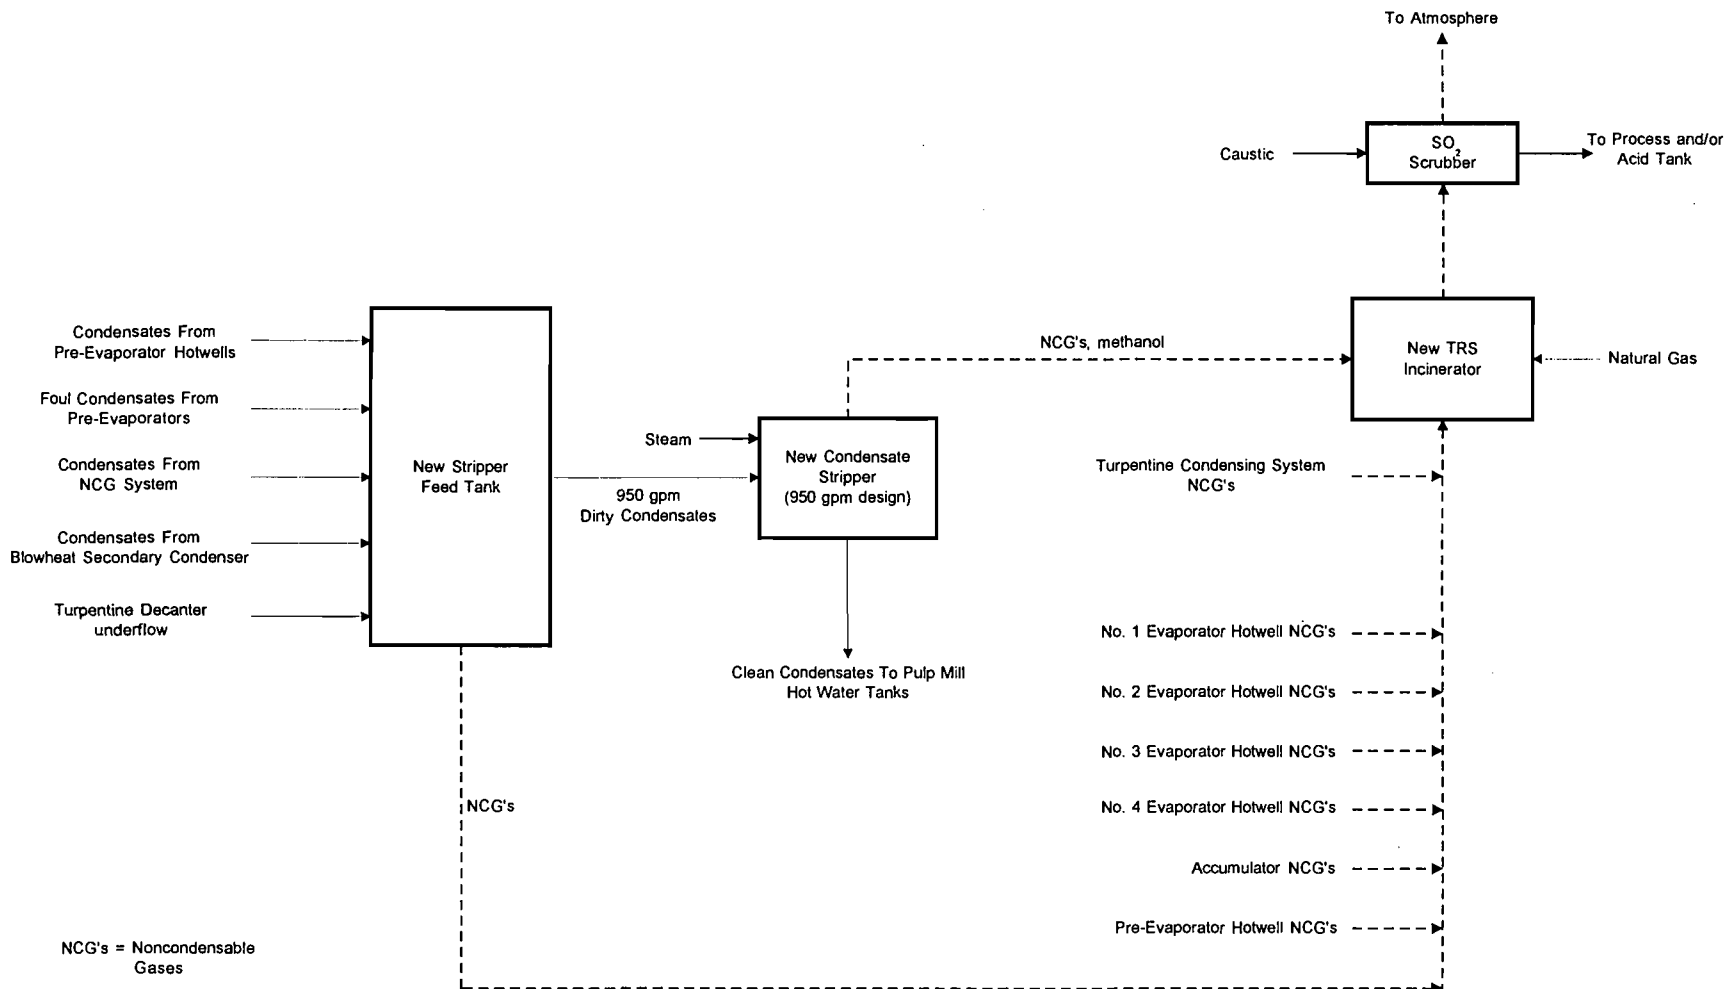 To Atmosphere
Caustic
SO2
Scrubber
To Process and/or
Acid Tank
Condensates From
Pre-Evaporator Hotwells
Foul Condensates From
Pre-Evaporators
Condensates From
NCG System
Condensates From
Blowheat Secondary Condenser
Turpentine Decanter
underflow
New Stripper
Feed Tank
950 gpm
Dirty Condensates
Steam
New Condensate
Stripper
(950 gpm design)
Clean Condensates To Pulp Mill
Hot Water Tanks
NCG's, methanol
New TRS
Incinerator
Natural Gas
Turpentine Condensing System
NCG's
No. 1 Evaporator Hotwell NCG's
No. 2 Evaporator Hotwell NCG's
No. 3 Evaporator Hotwell NCG's
No. 4 Evaporator Hotwell NCG's
Accumulator NCG's
Pre-Evaporator Hotwell NCG's
NCG's
NCG's = Noncondensable
Gases